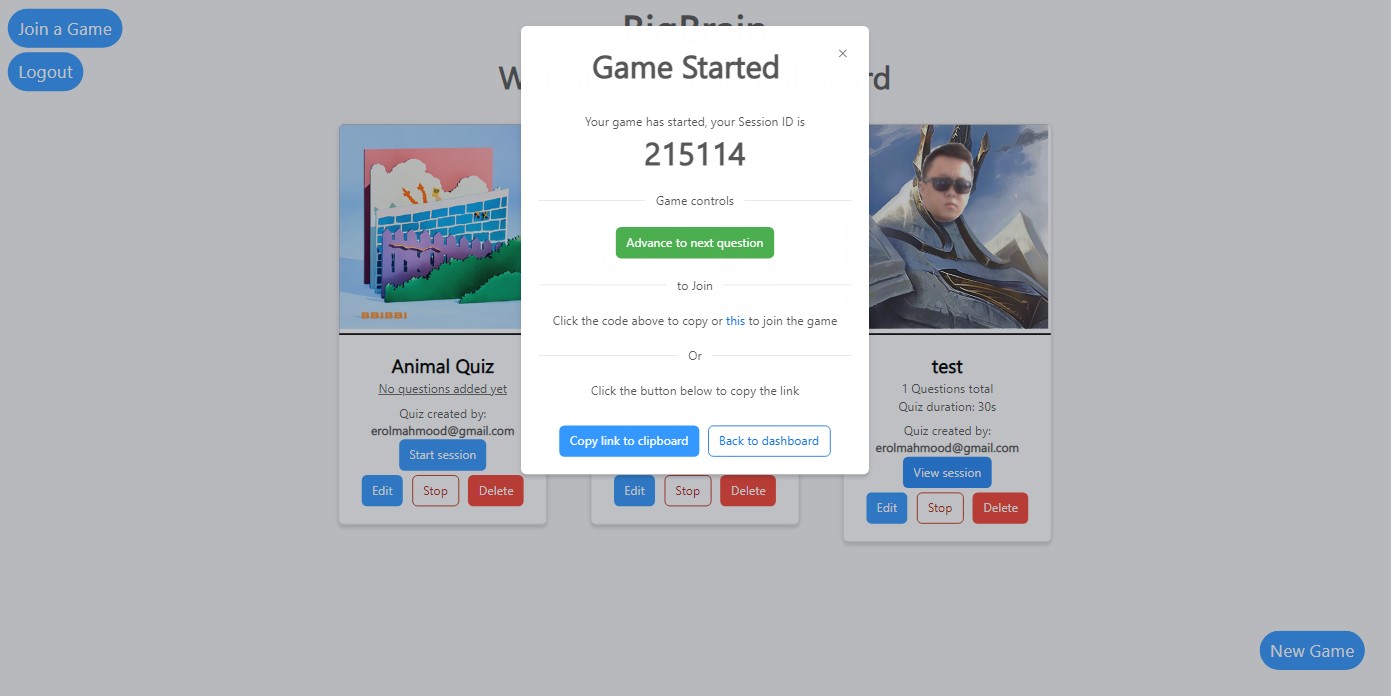 Join a Game
Logout
BigBrain
Game Started
×
Your game has started, your Session ID is
215114
Game controls
Advance to next question
to Join
Click the code above to copy or this to join the game
Or
Click the button below to copy the link
Copy link to clipboard
Back to dashboard
Animal Quiz
No questions added yet
Quiz created by:
erolmahmood@gmail.com
Start session
Edit Stop Delete
Edit Stop Delete
test
1 Questions total
Quiz duration: 30s
Quiz created by:
erolmahmood@gmail.com
View session
Edit Stop Delete
New Game